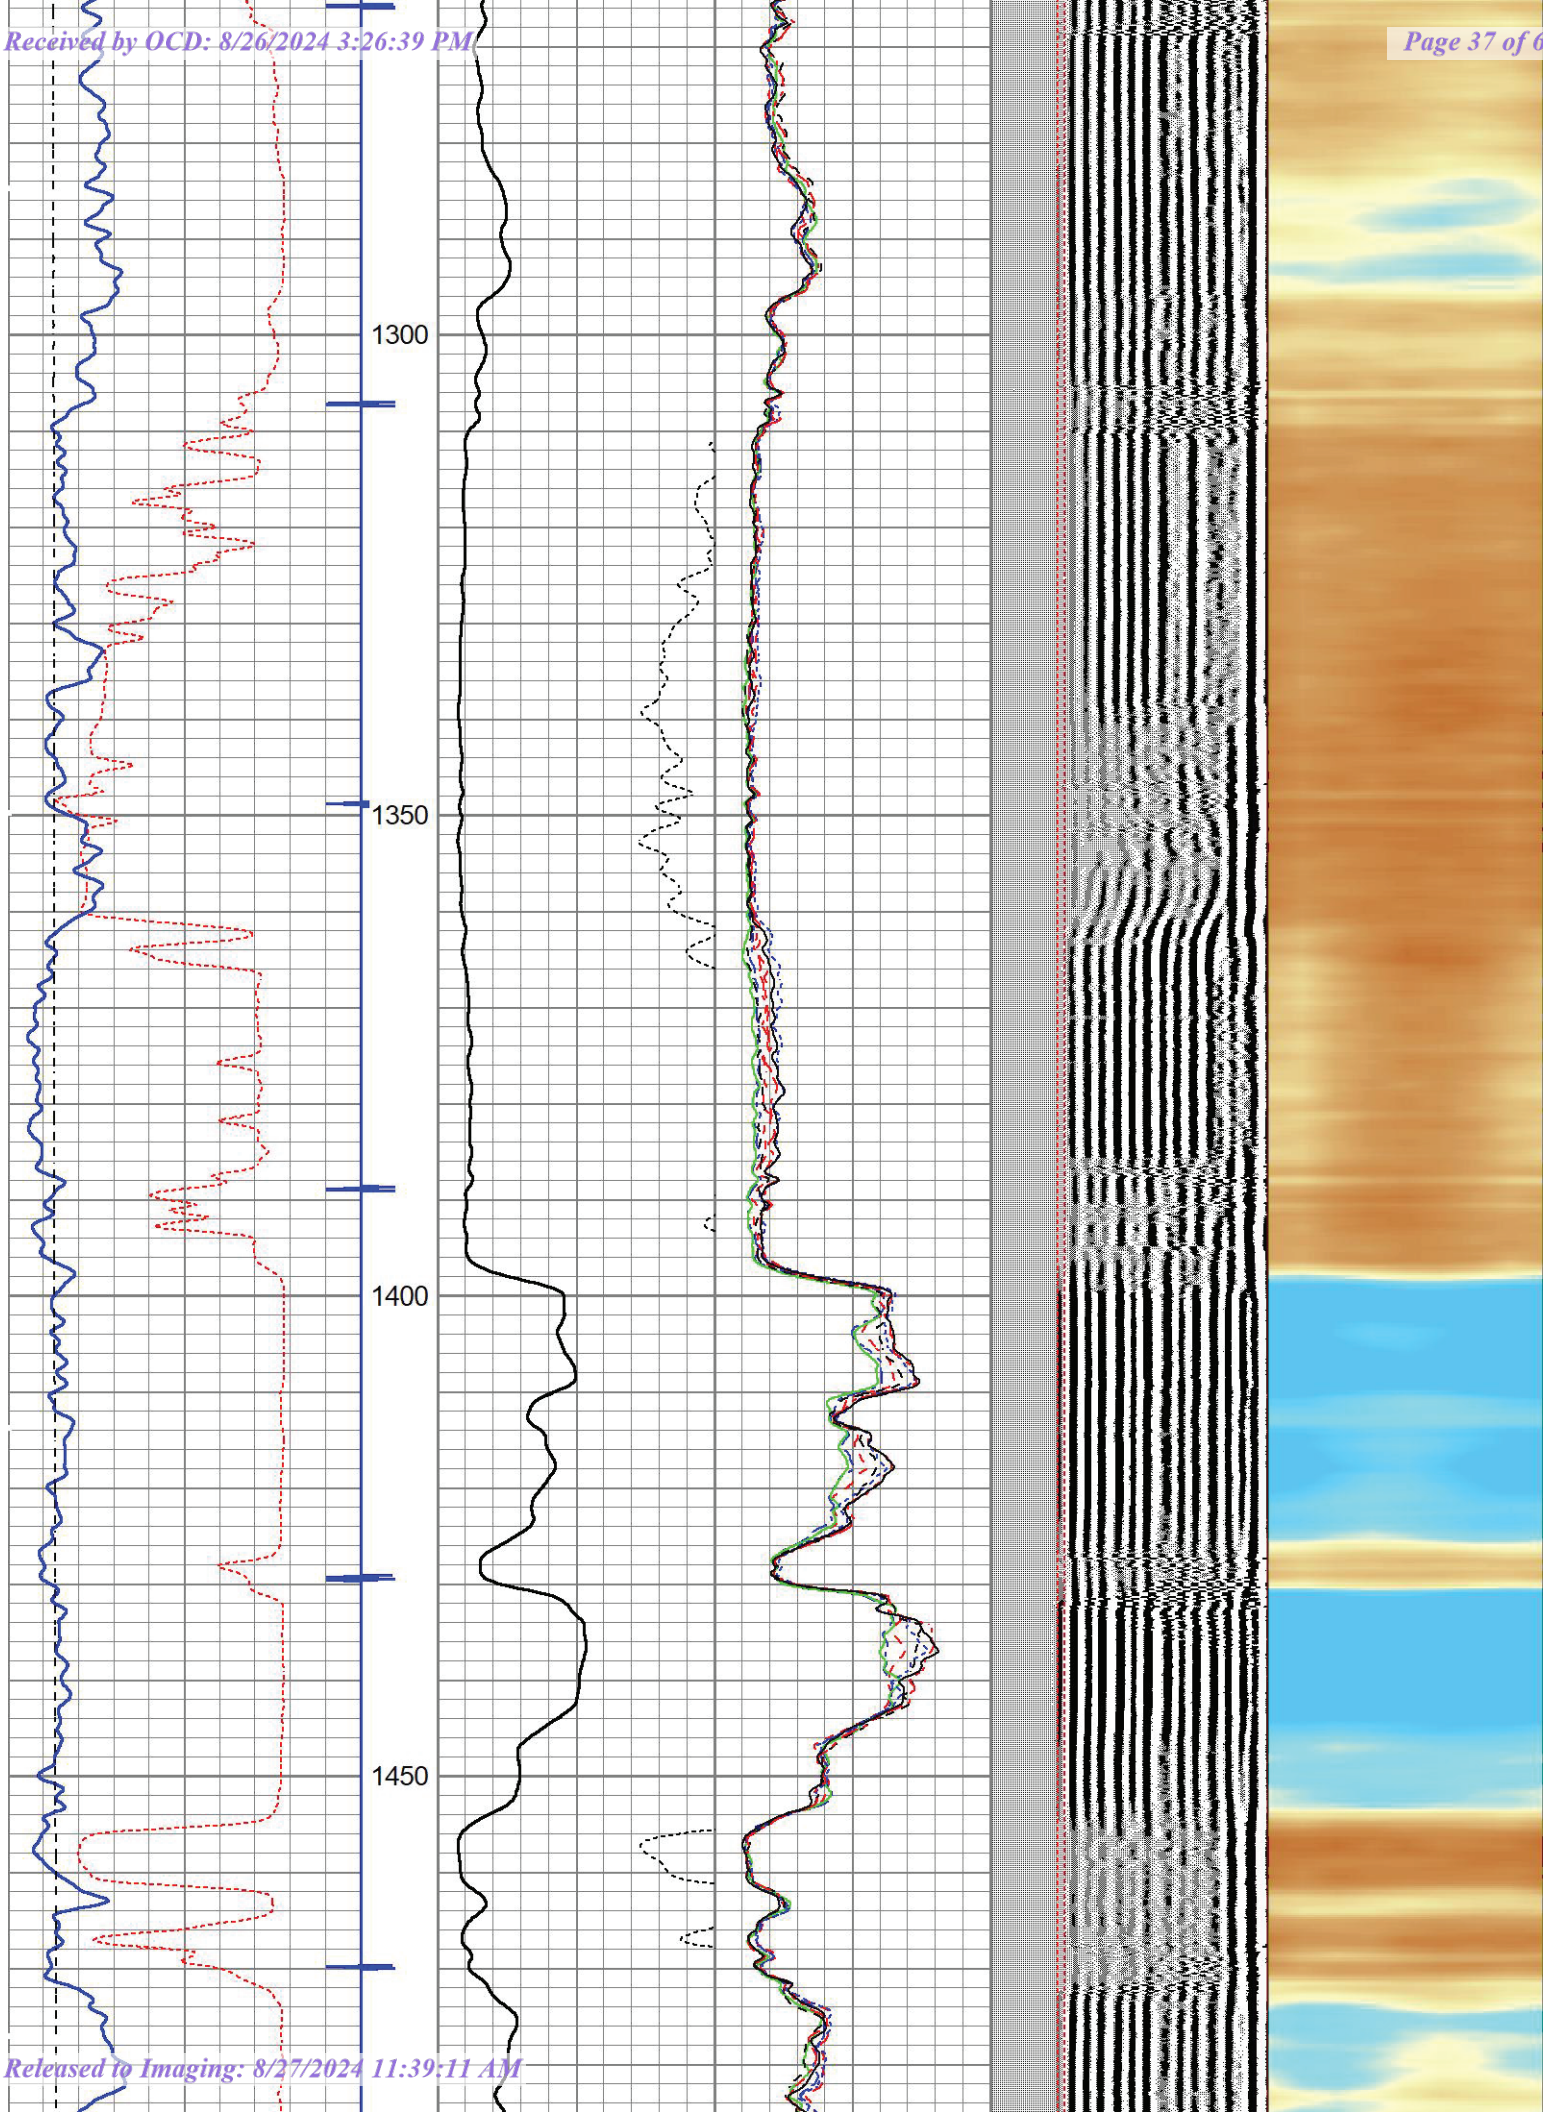 Received by OCD: 8/26/2024 3:26:39 PM
Page 37 of 6
1300
1350
1400
1450
Released to Imaging: 8/27/2024 11:39:11 AM